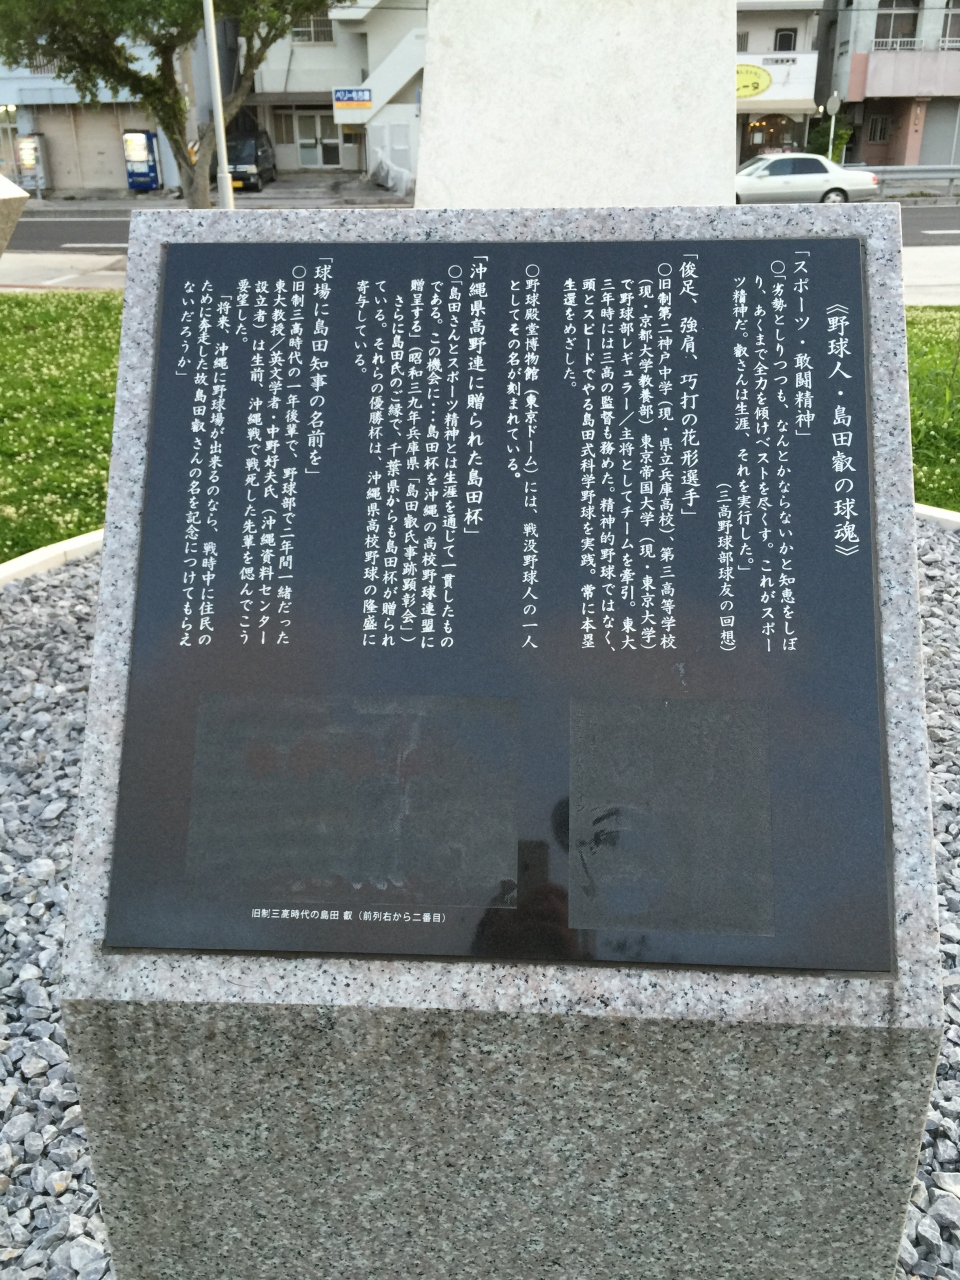 《野球人・島田叡の球魂》
「スポーツ・敢闘精神」
○「劣勢としりつつも、なんとかならないかと知恵をしぼ
り、あくまで全力を傾けベストを尽くす。これがスポー
ツ精神だ。叡さんは生涯、それを実行した。」
（三高野球部球友の回想）
「俊足、強肩、巧打の花形選手」
○旧制第二神戸中学（現・県立兵庫高校）、第三高等学校
（現・京都大学教養部）東京帝国大学（現・東京大学）
で野球部レギュラー／主将としてチームを牽引。東大
三年時には三高の監督も務めた。精神的野球ではなく、
頭とスピードでやる島田式科学野球を実践。常に本塁
生還をめざした。
○野球殿堂博物館（東京ドーム）には、戦没野球人の一人
としてその名が刻まれている。
「沖縄県高野連に贈られた島田杯」
○「島田さんとスポーツ精神とは生涯を通じて一貫したもの
である。この機会に・・・島田杯を沖縄の高校野球連盟に
贈呈する」（昭和三九年兵庫県「島田叡氏事跡顕彰会」）
さらに島田氏のご縁で、千葉県からも島田杯が贈られ
ている。それらの優勝杯は、沖縄県高校野球の隆盛に
寄与している。
「球場に島田知事の名前を」
○旧制三高時代の一年後輩で、野球部で二年間一緒だった
東大教授／英文学者・中野好夫氏（沖縄資料センター
設立者）は生前、沖縄戦で戦死した先輩を偲んでこう
要望した。
「将来、沖縄に野球場が出来るのなら、戦時中に住民の
ために奔走した故島田叡さんの名を記念につけてもらえ
ないだろうか」
旧制三高時代の島田 叡（前列右から二番目）